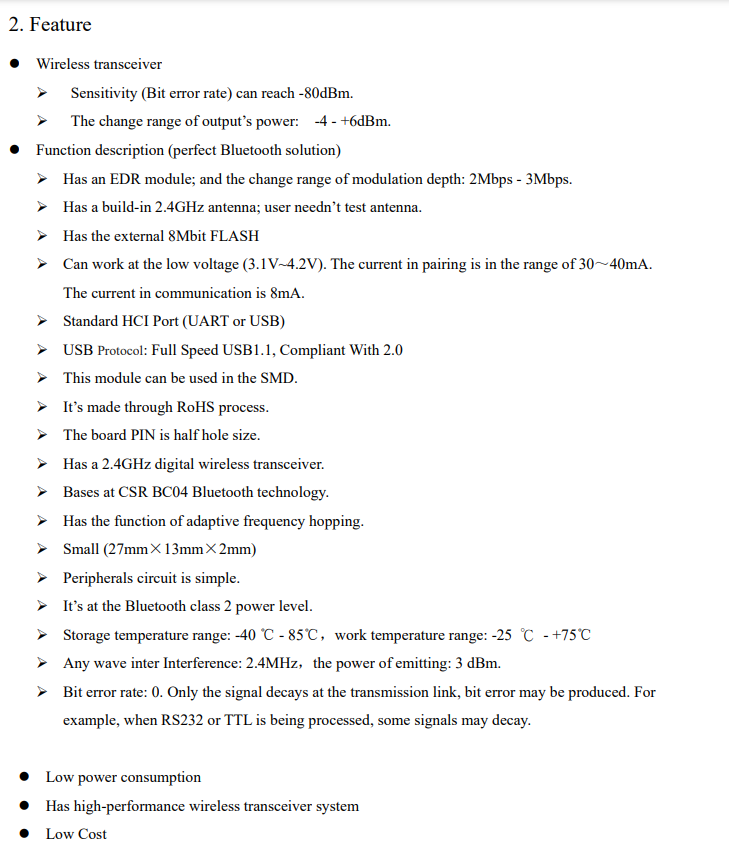 2. Feature
● Wireless transceiver
➢ Sensitivity (Bit error rate) can reach -80dBm.
➢ The change range of output’s power: -4 - +6dBm.
● Function description (perfect Bluetooth solution)
➢ Has an EDR module; and the change range of modulation depth: 2Mbps - 3Mbps.
➢ Has a build-in 2.4GHz antenna; user needn’t test antenna.
➢ Has the external 8Mbit FLASH
➢ Can work at the low voltage (3.1V~4.2V). The current in pairing is in the range of 30～40mA.
The current in communication is 8mA.
➢ Standard HCI Port (UART or USB)
➢ USB Protocol: Full Speed USB1.1, Compliant With 2.0
➢ This module can be used in the SMD.
➢ It’s made through RoHS process.
➢ The board PIN is half hole size.
➢ Has a 2.4GHz digital wireless transceiver.
➢ Bases at CSR BC04 Bluetooth technology.
➢ Has the function of adaptive frequency hopping.
➢ Small (27mm×13mm×2mm)
➢ Peripherals circuit is simple.
➢ It’s at the Bluetooth class 2 power level.
➢ Storage temperature range: -40 ℃ - 85℃，work temperature range: -25 ℃ - +75℃
➢ Any wave inter Interference: 2.4MHz，the power of emitting: 3 dBm.
➢ Bit error rate: 0. Only the signal decays at the transmission link, bit error may be produced. For
example, when RS232 or TTL is being processed, some signals may decay.
● Low power consumption
● Has high-performance wireless transceiver system
● Low Cost